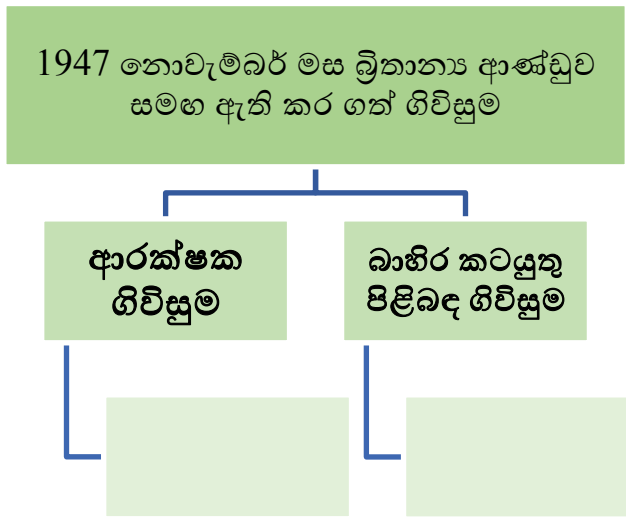 1947 නොවැම්බර් මස බ්‍රිතාන්‍ය ආණ්ඩුව
සමඟ ඇති කර ගත් ගිවිසුම
ආරක්ෂක
ගිවිසුම
බාහිර කටයුතු
පිළිබඳ ගිවිසුම